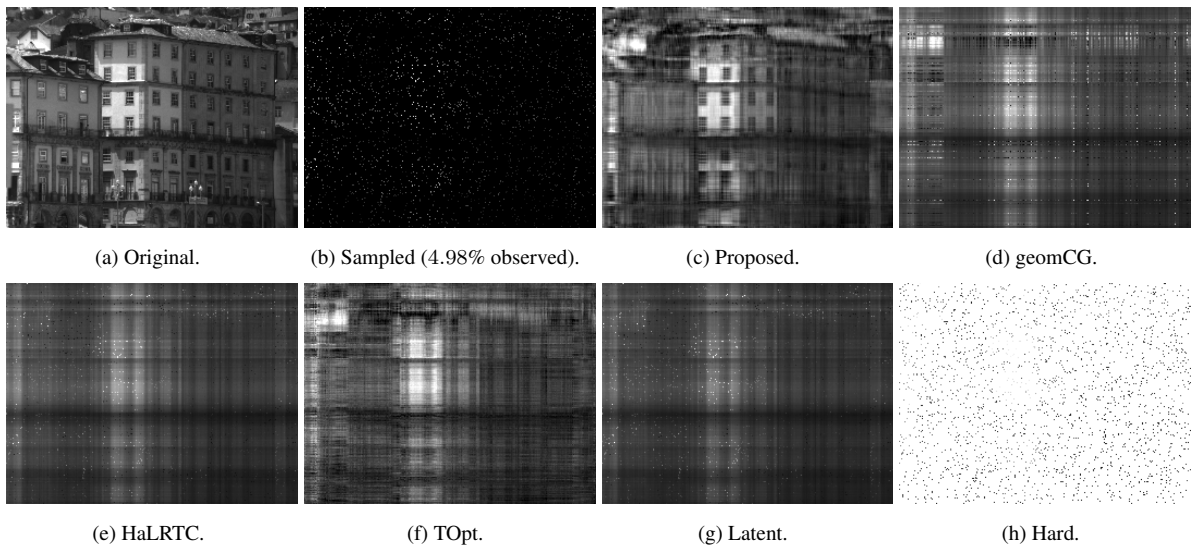 (a) Original.
(b) Sampled (4.98% observed).
(c) Proposed.
(d) geomCG.
(e) HaLRTC.
(f) TOpt.
(g) Latent.
(h) Hard.